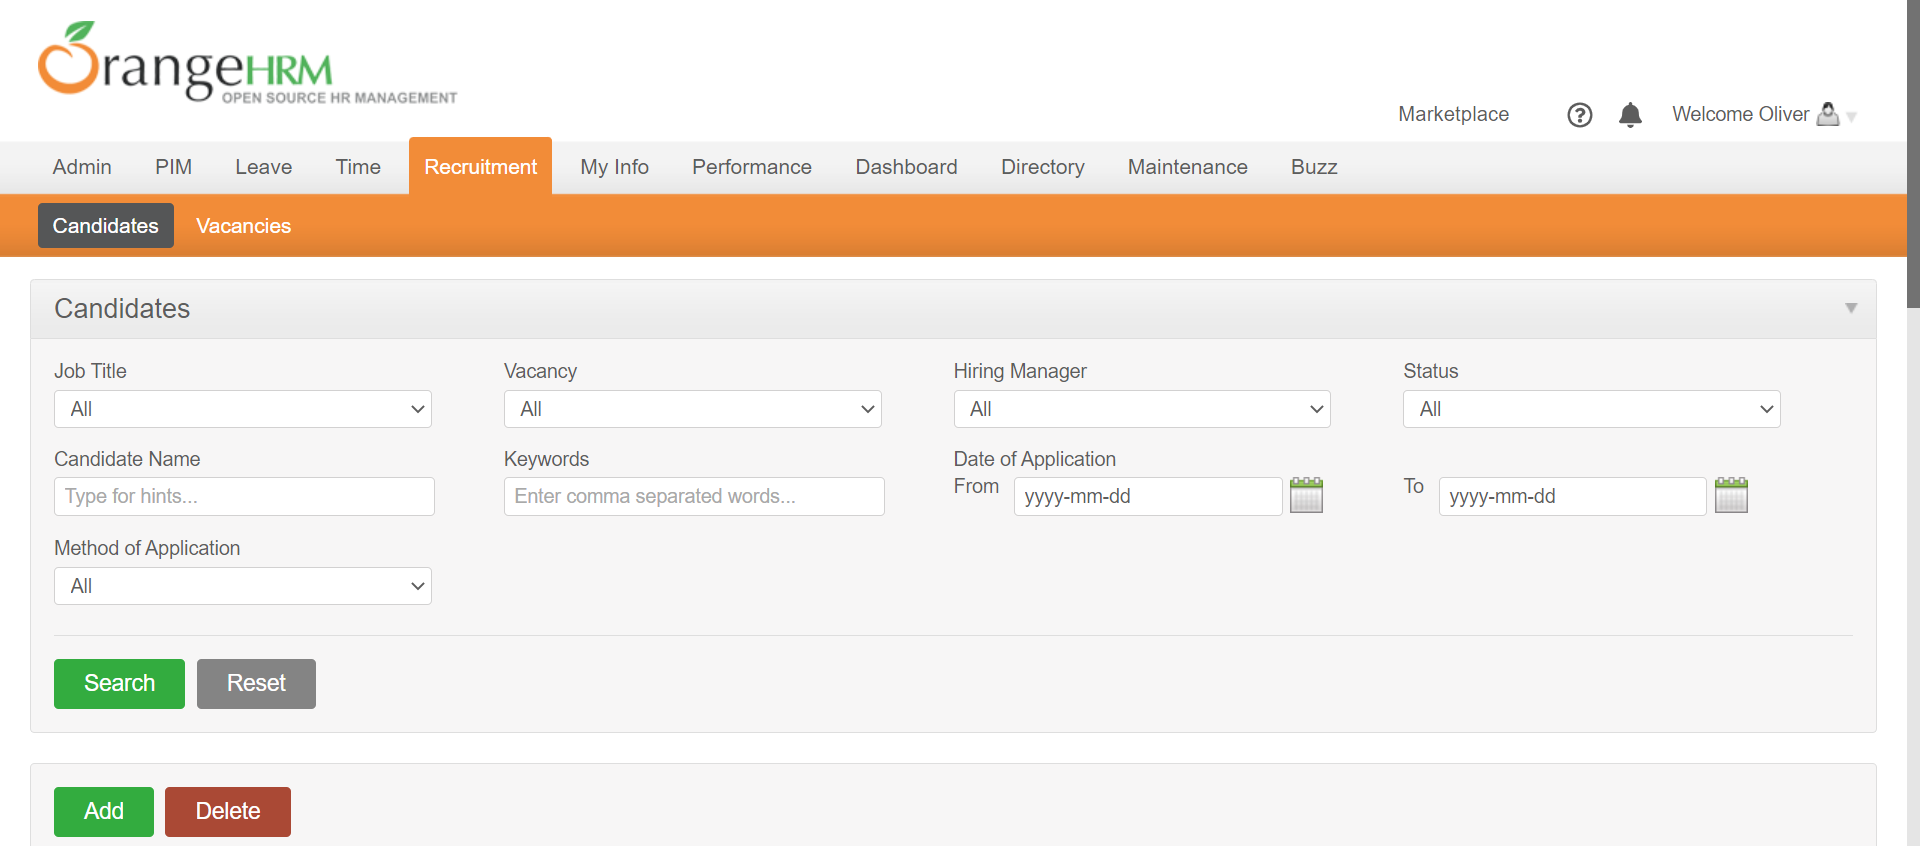 OrangeHRM
OPEN SOURCE HR MANAGEMENT
Marketplace ? Welcome Oliver
Admin PIM Leave Time Recruitment My Info Performance Dashboard Directory Maintenance Buzz
Candidates Vacancies
Candidates
Job Title Vacancy Hiring Manager Status
All All All All
Candidate Name Keywords Date of Application
Type for hints... Enter comma separated words... From yyyy-mm-dd To yyyy-mm-dd
Method of Application
All
Search Reset
Add Delete